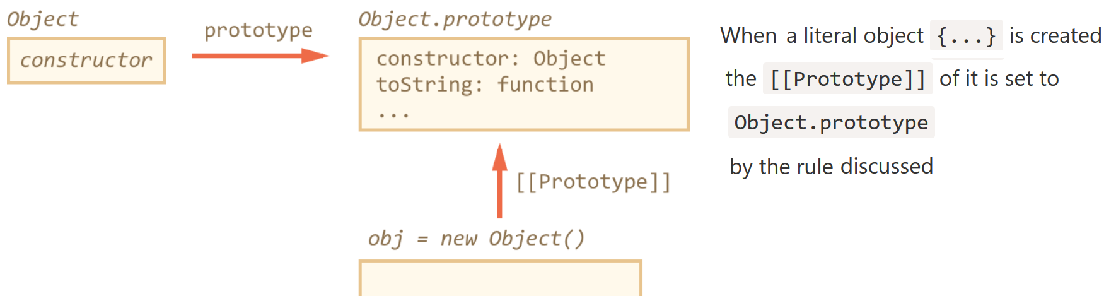 Object
constructor
prototype
Object.prototype
constructor: Object
toString: function
...
[[Prototype]]
obj = new Object()
When a literal object {...} is created
the [[Prototype]] of it is set to
Object.prototype
by the rule discussed